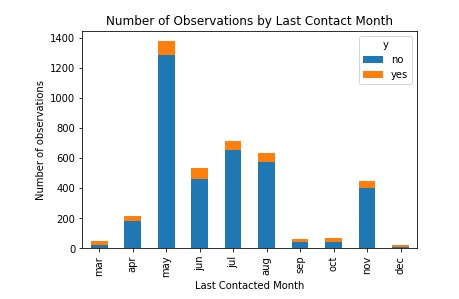 Number of Observations by Last Contact Month
y
no
yes
Number of observations
1400
1200
1000
800
600
400
200
0
mar
apr
may
jun
jul
aug
sep
oct
nov
dec
Last Contacted Month